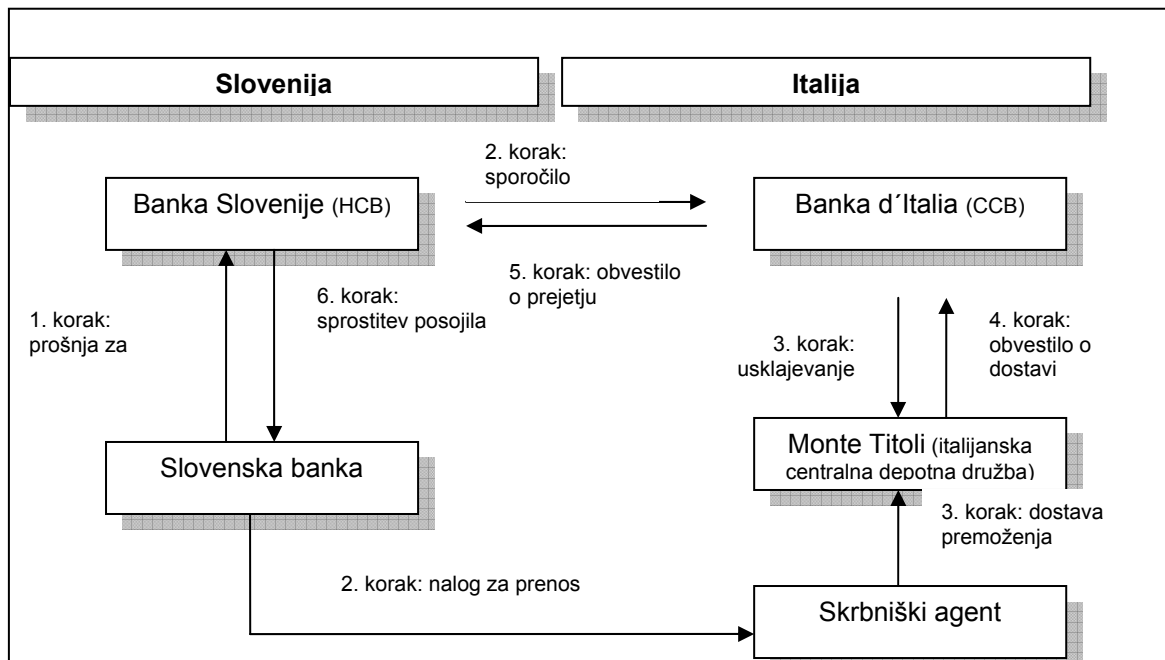 Slovenija
Italija
2. korak:
sporočilo
Banka Slovenije (HCB)
Banka d´Italia (CCB)
5. korak: obvestilo
o prejetju
6. korak:
sprostitev posojila
1. korak:
prošnja za
4. korak:
obvestilo o
dostavi
3. korak:
usklajevanje
Slovenska banka
Monte Titoli (italijanska
centralna depotna družba)
3. korak: dostava
premoženja
2. korak: nalog za prenos
Skrbniški agent